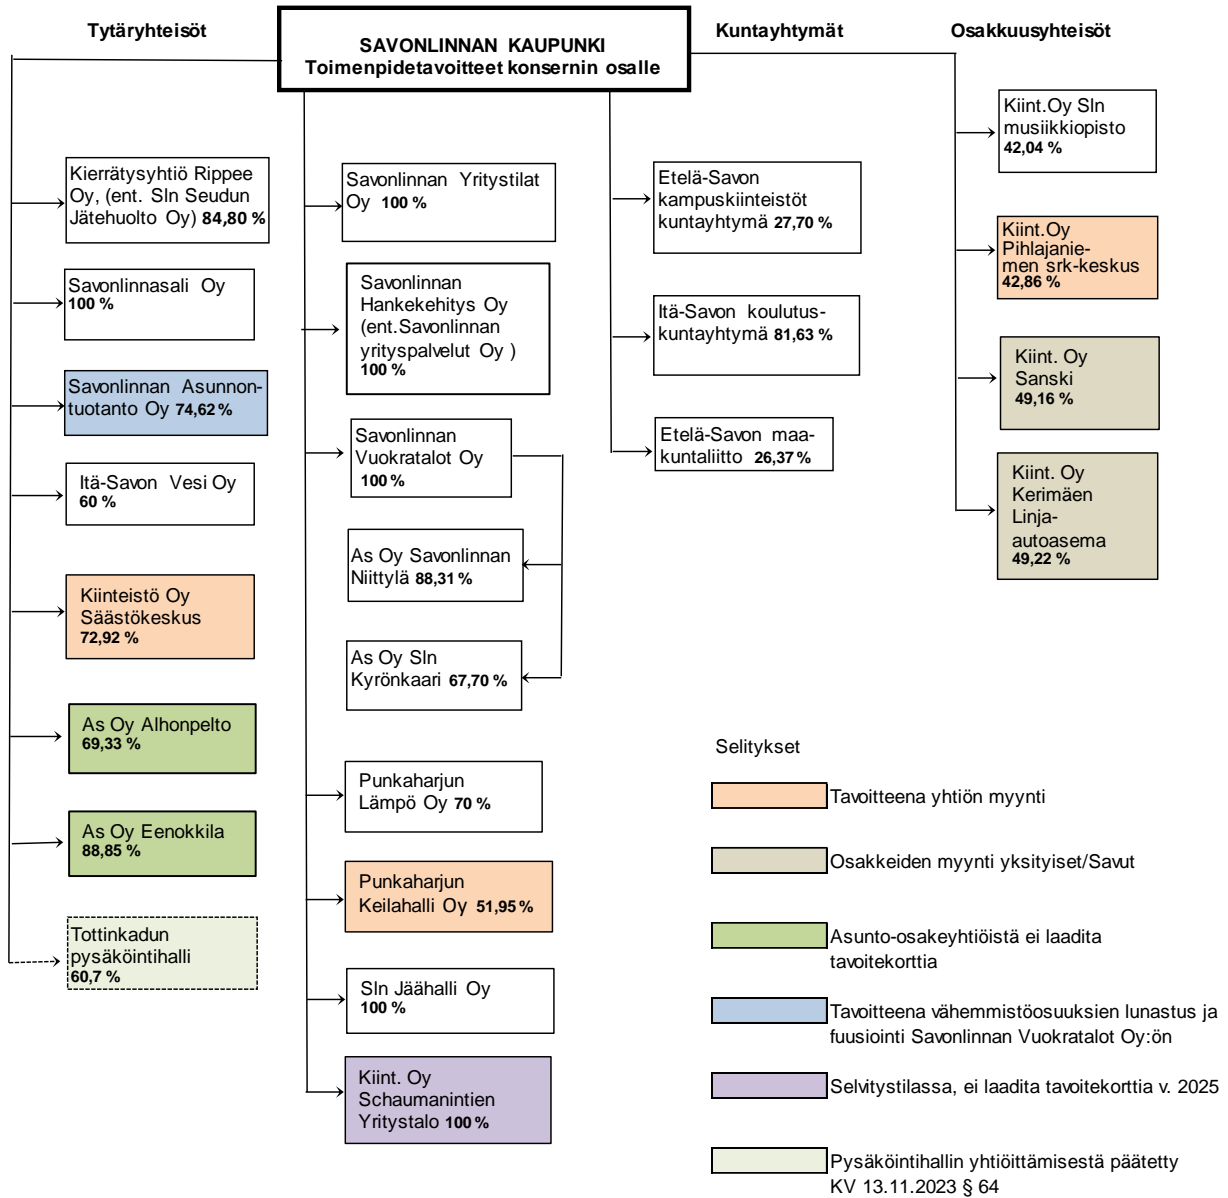 Tytäryhteisöt
SAVONLINNAN KAUPUNKI
Toimenpidetavoitteet konsernin osalle
Kuntayhtymät
Osakkuusyhteisöt
Kierrätysyhtiö Rippee
Oy, (ent. Sln Seudun
Jätehuolto Oy) 84,80 %
Savonlinnasali Oy
100 %
Savonlinnan Asunnon-
tuotanto Oy 74,62 %
Itä-Savon Vesi Oy
60 %
Kiinteistö Oy
Säästökeskus
72,92 %
As Oy Alhonpelto
69,33 %
As Oy Eenokkila
88,85 %
Tottinkadun
pysäköintihalli
60,7 %
Savonlinnan Yritystilat
Oy 100 %
Savonlinnan
Hankekehitys Oy
(ent.Savonlinnan
yrityspalvelut Oy )
100 %
Savonlinnan
Vuokratalot Oy
100 %
As Oy Savonlinnan
Niittylä 88,31 %
As Oy Sln
Kyrönkaari 67,70 %
Punkaharjun
Lämpö Oy 70 %
Punkaharjun
Keilahalli Oy 51,95 %
Sln Jäähalli Oy
100 %
Kiint. Oy
Schaumanintien
Yritystalo 100 %
Etelä-Savon
kampuskiinteistöt
kuntayhtymä 27,70 %
Itä-Savon koulutus-
kuntayhtymä 81,63 %
Etelä-Savon maa-
kuntaliitto 26,37 %
Kiint.Oy Sln
musiikkiopisto
42,04 %
Kiint.Oy
Pihlajanie-
men srk-keskus
42,86 %
Kiint. Oy
Sanski
49,16 %
Kiint. Oy
Kerimäen
Linja-
autoasema
49,22 %
Selitykset
Tavoitteena yhtiön myynti
Osakkeiden myynti yksityiset/Savut
Asunto-osakeyhtiöistä ei laadita
tavoitekorttia
Tavoitteena vähemmistöosuuksien lunastus ja
fuusiointi Savonlinnan Vuokratalot Oy:ön
Selvitystilassa, ei laadita tavoitekorttia v. 2025
Pysäköintihallin yhtiöittämisestä päätetty
KV 13.11.2023 § 64